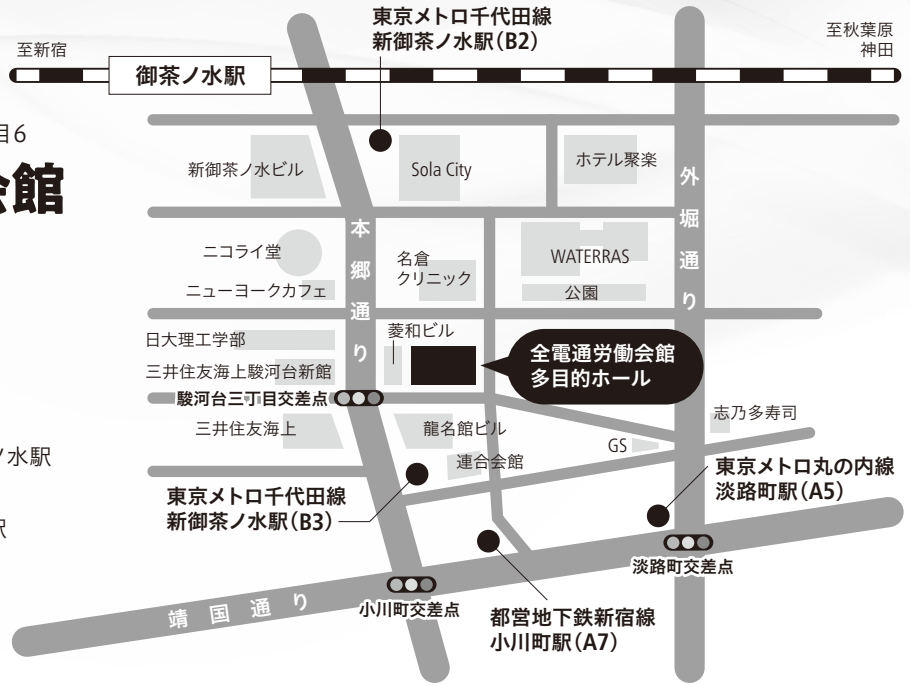 東京メトロ千代田線
新御茶ノ水駅（B2）
至新宿
至秋葉原
神田
御茶ノ水駅
目6
会館
新御茶ノ水ビル
Sola City
ホテル聚楽
外堀通り
本郷通り
ニコライ堂
ニューヨークカフェ
名倉
クリニック
WATERRAS
公園
日大理工学部
三井住友海上駿河台新館
菱和ビル
全電通労働会館
多目的ホール
駿河台三丁目交差点
三井住友海上
龍名館ビル
連合会館
GS
志乃多寿司
ノ水駅
駅
東京メトロ千代田線
新御茶ノ水駅（B3）
東京メトロ丸の内線
淡路町駅（A5）
淡路町交差点
靖国通り
小川町交差点
都営地下鉄新宿線
小川町駅（A7）